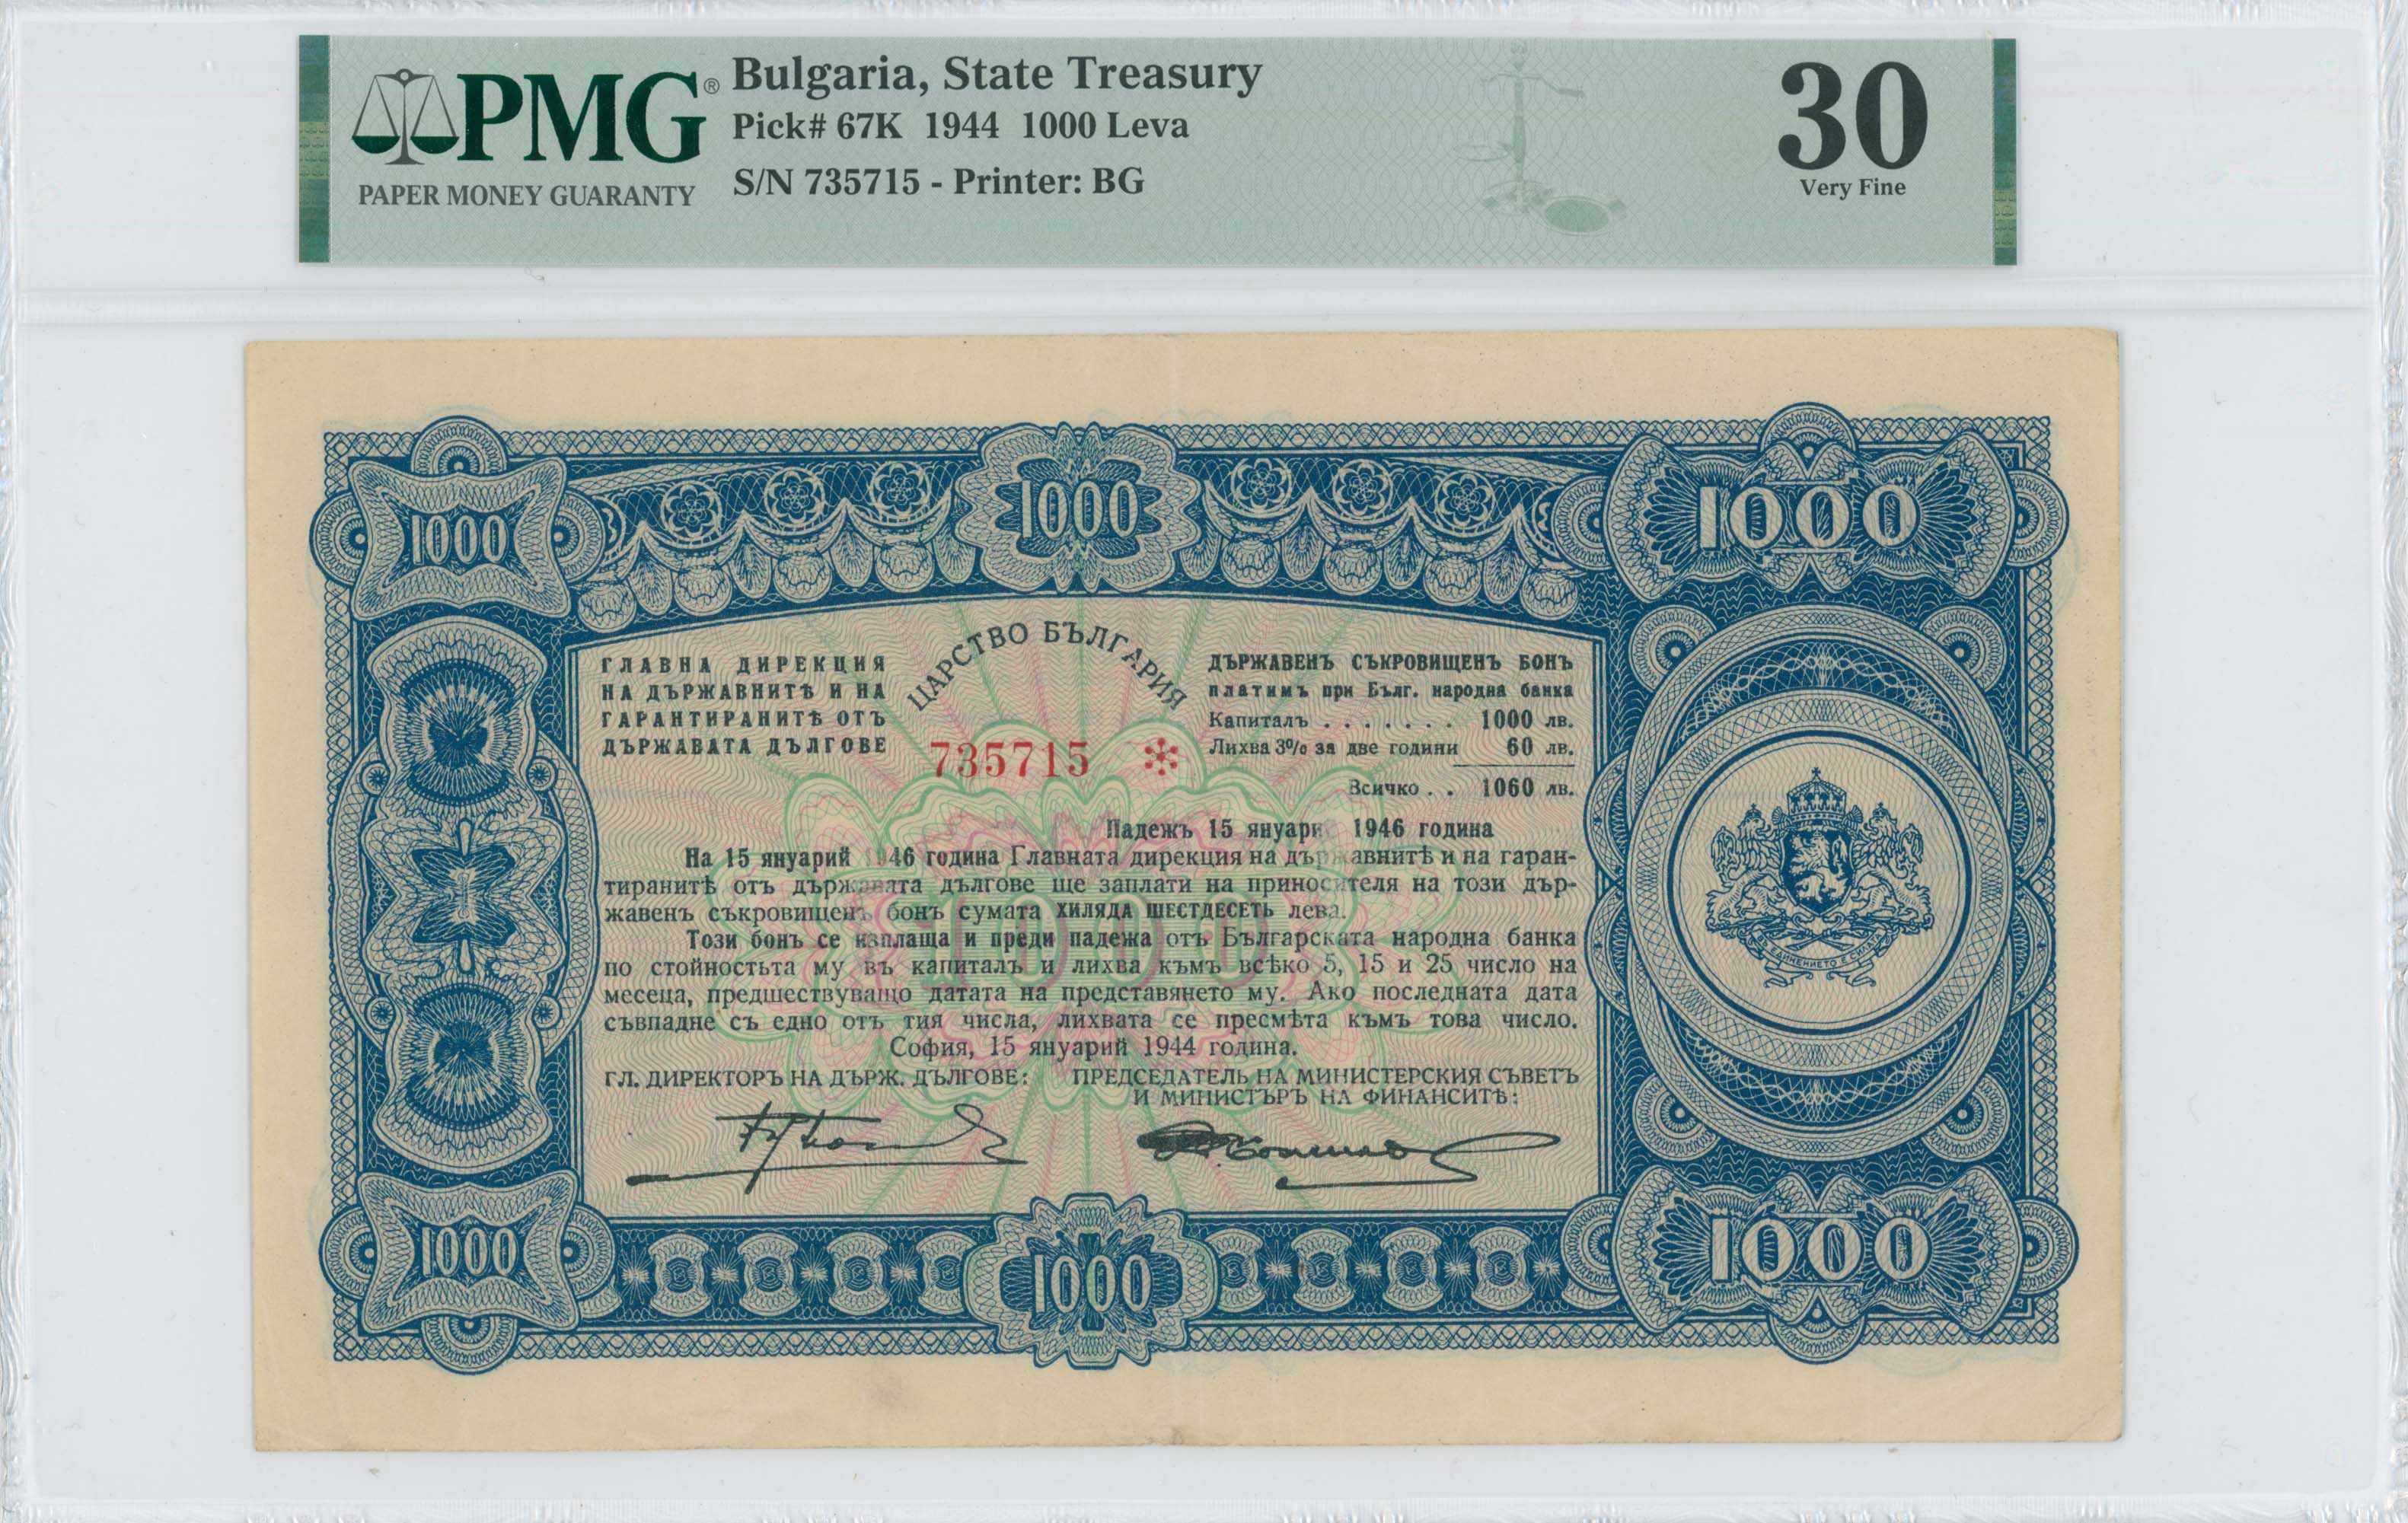 PMG®
PAPER MONEY GUARANTY
Bulgaria, State Treasury
Pick# 67K 1944 1000 Leva
S/N 735715 - Printer: BG
30
Very Fine
1000
1000
1000
ЦАРСТВО БЪЛГАРИЯ
ГЛАВНА ДИРЕКЦИЯ
НА ДЪРЖАВНИТѢ И НА
ГАРАНТИРАНИТѢ ОТЪ
ДЪРЖАВАТА ДЪЛГОВЕ
735715 *
ДЪРЖАВЕНЪ СЪКРОВИЩЕНЪ БОНЪ
платимъ при Бълг. народна банка
Капиталъ . . . . . . . 1000 лв.
Лихва 3% за две години 60 лв.
Всичко . . 1060 лв.
Падежъ 15 януари 1946 година
На 15 януарий 1946 година Главната дирекция на държавнитѣ и на гаран-
тиранитѣ отъ държавата дългове ще заплати на приносителя на този дър-
жавенъ съкровищенъ бонъ сумата ХИЛЯДА ШЕСТДЕСЕТЬ лева.
Този бонъ се изплаща и преди падежа отъ Българската народна банка
по стойностьта му въ капиталъ и лихва къмъ всѣко 5, 15 и 25 число на
месеца, предшествуващо датата на представянето му. Ако последната дата
съвпадне съ едно отъ тия числа, лихвата се пресмѣта къмъ това число.
София, 15 януарий 1944 година.
ГЛ. ДИРЕКТОРЪ НА ДЪРЖ. ДЪЛГОВЕ:
ПРЕДСЕДАТЕЛЬ НА МИНИСТЕРСКИЯ СЪВЕТЪ
И МИНИСТЪРЪ НА ФИНАНСИТѢ:
1000
СЪЕДИНЕНИЕТО Е СИЛАТА
1000
1000
1000